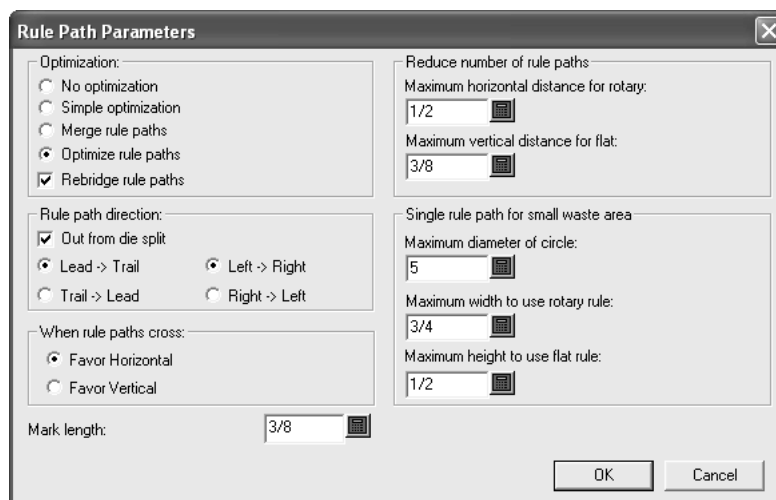 Rule Path Parameters
Optimization:
No optimization
Simple optimization
Merge rule paths
Optimize rule paths
Rebridge rule paths
Rule path direction:
Out from die split
Lead -> Trail Left -> Right
Trail -> Lead Right -> Left
When rule paths cross:
Favor Horizontal
Favor Vertical
Mark length: 3/8
Reduce number of rule paths
Maximum horizontal distance for rotary:
1/2
Maximum vertical distance for flat:
3/8
Single rule path for small waste area
Maximum diameter of circle:
5
Maximum width to use rotary rule:
3/4
Maximum height to use flat rule:
1/2
OK Cancel